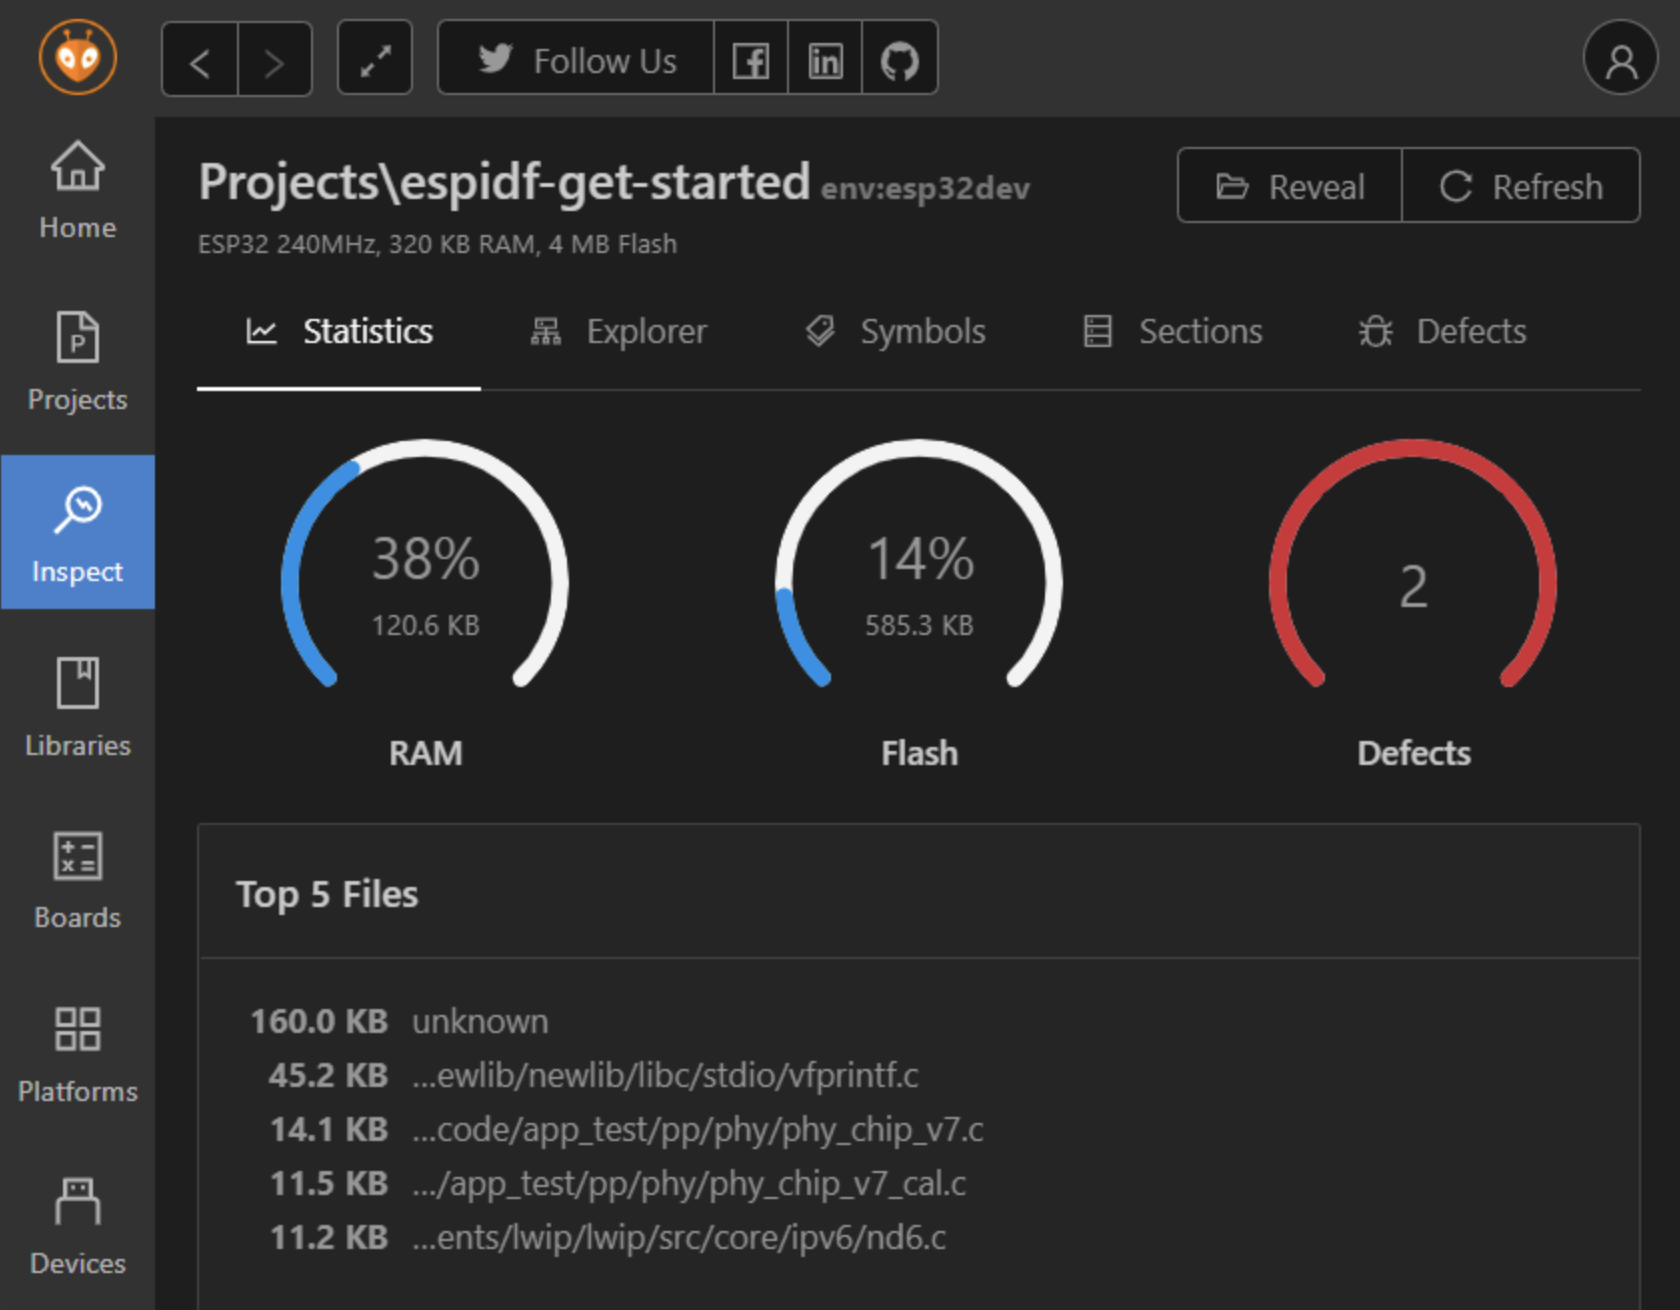 Follow Us
Home
Projects
Inspect
Libraries
Boards
Platforms
Devices
Projects\espidf-get-started env:esp32dev
ESP32 240MHz, 320 KB RAM, 4 MB Flash
Reveal
Refresh
Statistics
Explorer
Symbols
Sections
Defects
38%
120.6 KB
RAM
14%
585.3 KB
Flash
2
Defects
Top 5 Files
160.0 KB unknown
45.2 KB ...ewlib/newlib/libc/stdio/vfprintf.c
14.1 KB ...code/app_test/pp/phy/phy_chip_v7.c
11.5 KB .../app_test/pp/phy/phy_chip_v7_cal.c
11.2 KB ...ents/lwip/lwip/src/core/ipv6/nd6.c